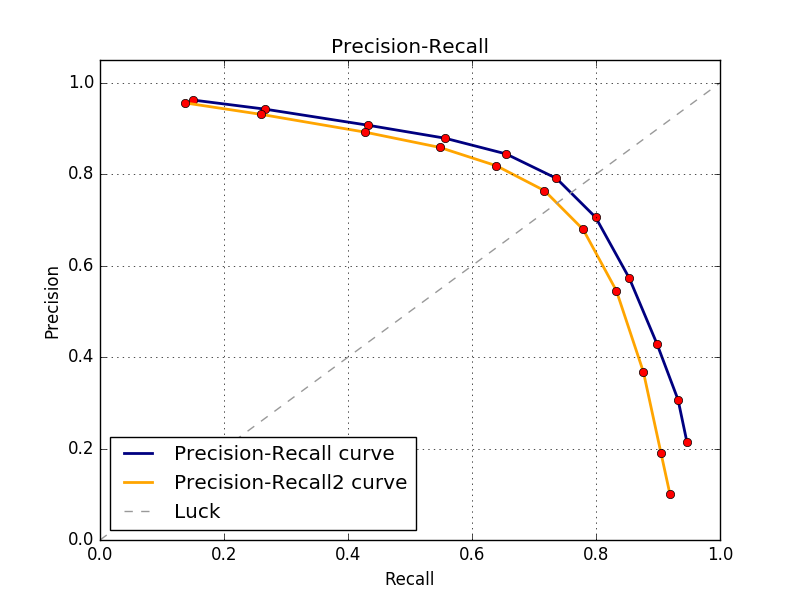 Precision-Recall
1.0
0.8
0.6
0.4
0.2
0.0
Precision
Precision-Recall curve
Precision-Recall2 curve
Luck
0.0 0.2 0.4 0.6 0.8 1.0
Recall